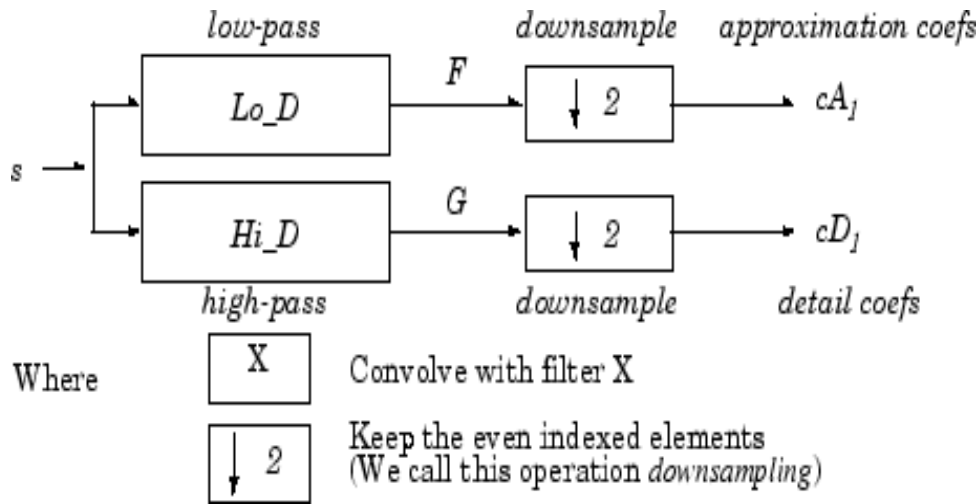 low-pass downsample approximation coefs
F
Lo_D ↓ 2 cA₁
s
G
Hi_D ↓ 2 cD₁
high-pass downsample detail coefs
Where X Convolve with filter X
↓ 2 Keep the even indexed elements
(We call this operation downsampling)